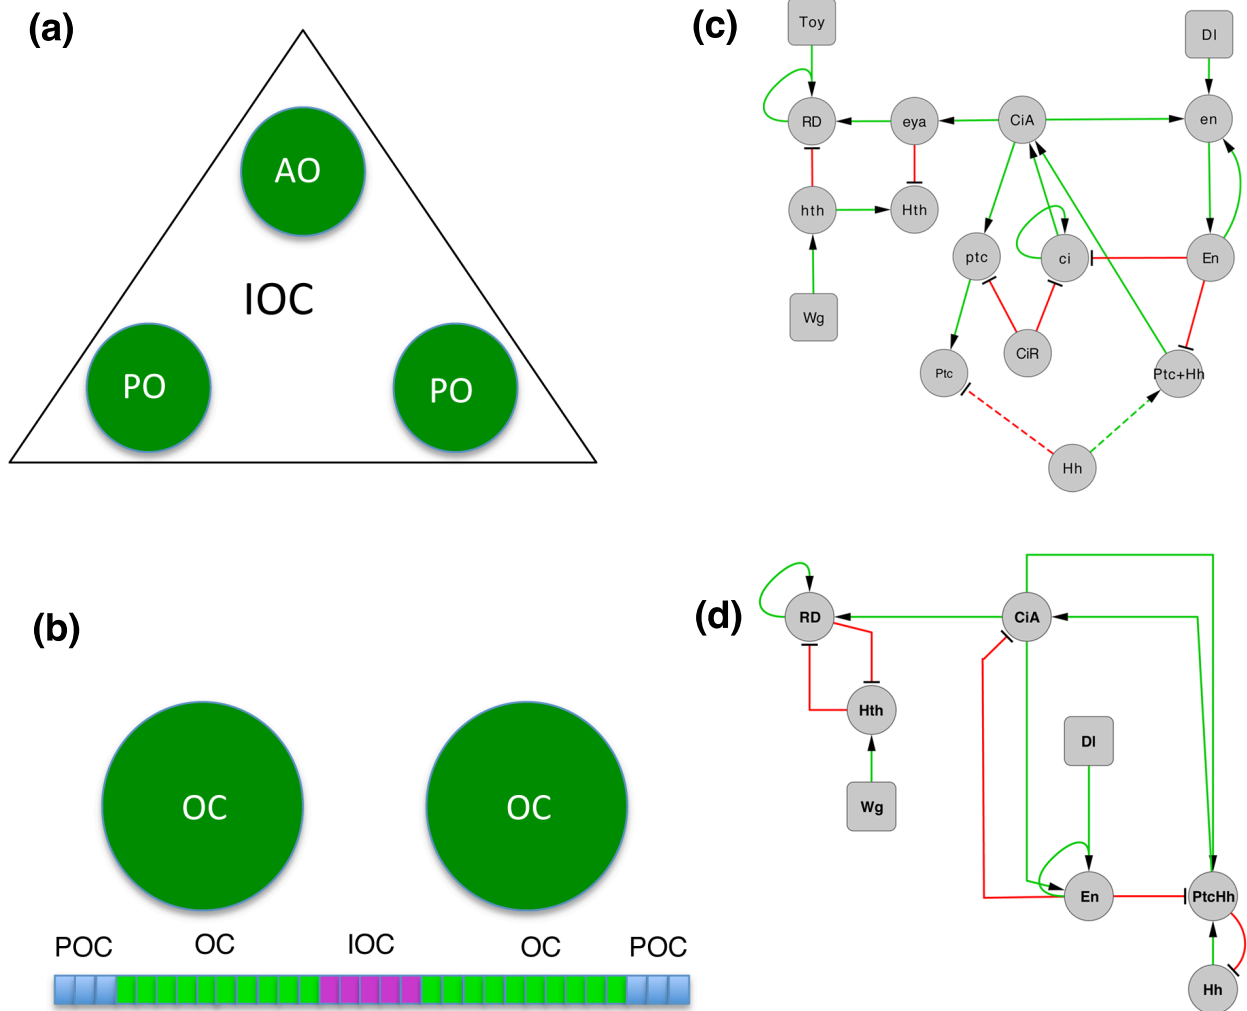 (a)
AO
IOC
PO
PO
(b)
OC
OC
POC
OC
IOC
OC
POC
(c)
Toy
Dl
RD
eya
CiA
en
hth
Hth
ptc
ci
En
Wg
CiR
Ptc
Ptc+Hh
Hh
(d)
RD
CiA
Hth
Dl
Wg
En
PtcHh
Hh